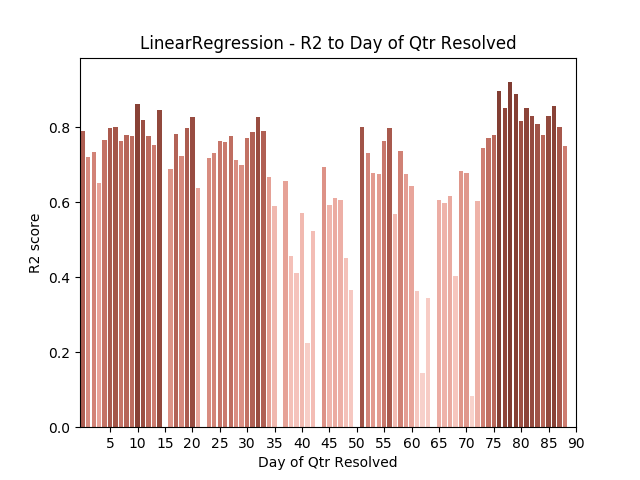 LinearRegression - R2 to Day of Qtr Resolved
R2 score
0.8
0.6
0.4
0.2
0.0
5 10 15 20 25 30 35 40 45 50 55 60 65 70 75 80 85 90
Day of Qtr Resolved